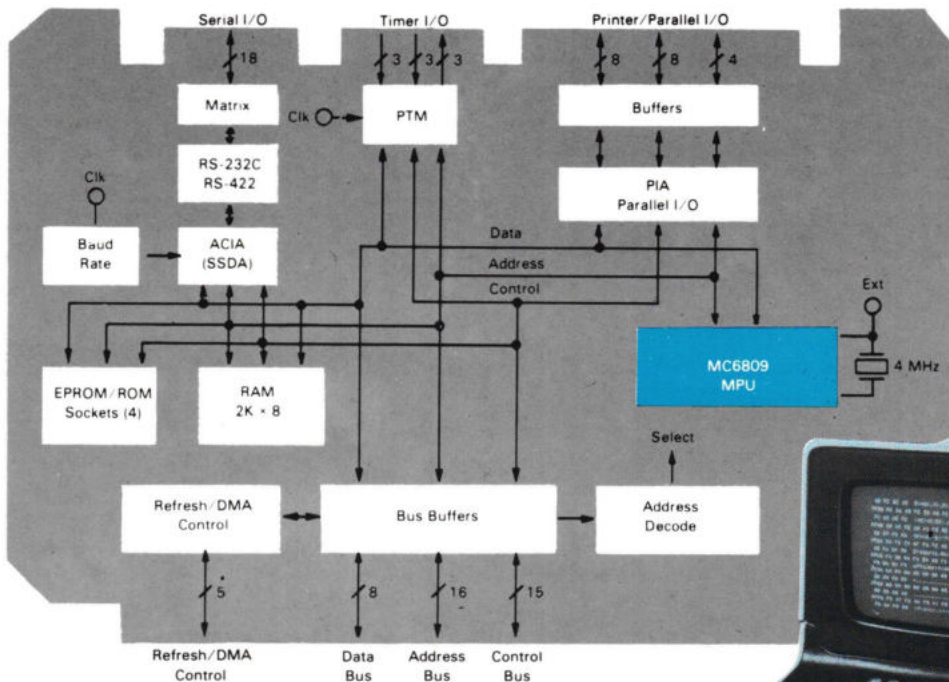 Serial I/O
Timer I/O
Printer/Parallel I/O
18
3
3
3
8
8
4
Matrix
Clk
PTM
Buffers
RS-232C
RS-422
PIA
Parallel I/O
Clk
Baud
Rate
ACIA
(SSDA)
Data
Address
Control
Ext
MC6809
MPU
4 MHz
EPROM/ROM
Sockets (4)
RAM
2K × 8
Select
Refresh/DMA
Control
Bus Buffers
Address
Decode
5
8
16
15
Refresh/DMA
Control
Data
Bus
Address
Bus
Control
Bus